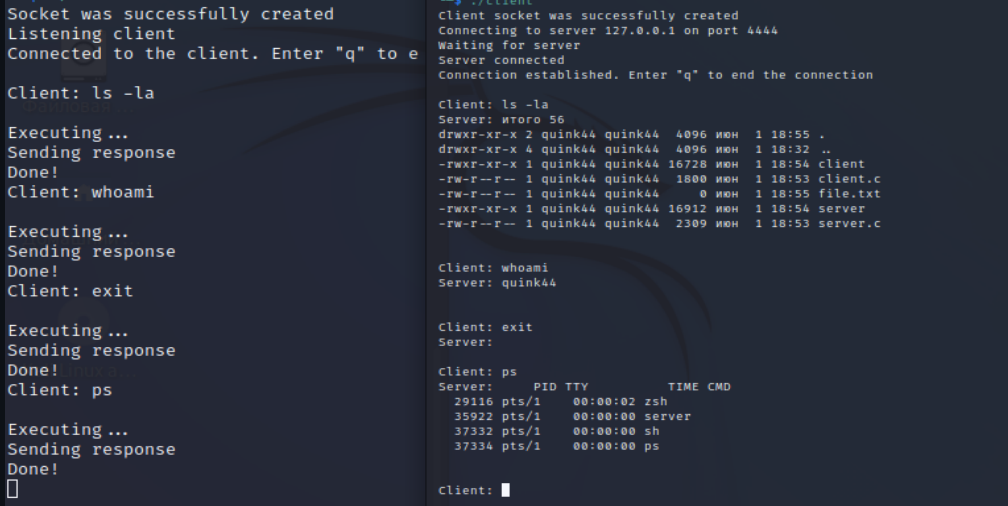 Socket was successfully created
Listening client
Connected to the client. Enter "q" to e
Client: ls -la
Executing...
Sending response
Done!
Client: whoami
Executing...
Sending response
Done!
Client: exit
Executing...
Sending response
Done!
Client: ps
Executing...
Sending response
Done!
$ ./client
Client socket was successfully created
Connecting to server 127.0.0.1 on port 4444
Waiting for server
Server connected
Connection established. Enter "q" to end the connection
Client: ls -la
Server: итого 56
drwxr-xr-x 2 quink44 quink44  4096 июн  1 18:55 .
drwxr-xr-x 4 quink44 quink44  4096 июн  1 18:32 ..
-rwxr-xr-x 1 quink44 quink44 16728 июн  1 18:54 client
-rw-r--r-- 1 quink44 quink44  1800 июн  1 18:53 client.c
-rw-r--r-- 1 quink44 quink44     0 июн  1 18:55 file.txt
-rwxr-xr-x 1 quink44 quink44 16912 июн  1 18:54 server
-rw-r--r-- 1 quink44 quink44  2309 июн  1 18:53 server.c
Client: whoami
Server: quink44
Client: exit
Server:
Client: ps
Server:     PID TTY          TIME CMD
29116 pts/1    00:00:02 zsh
35922 pts/1    00:00:00 server
37332 pts/1    00:00:00 sh
37334 pts/1    00:00:00 ps
Client: